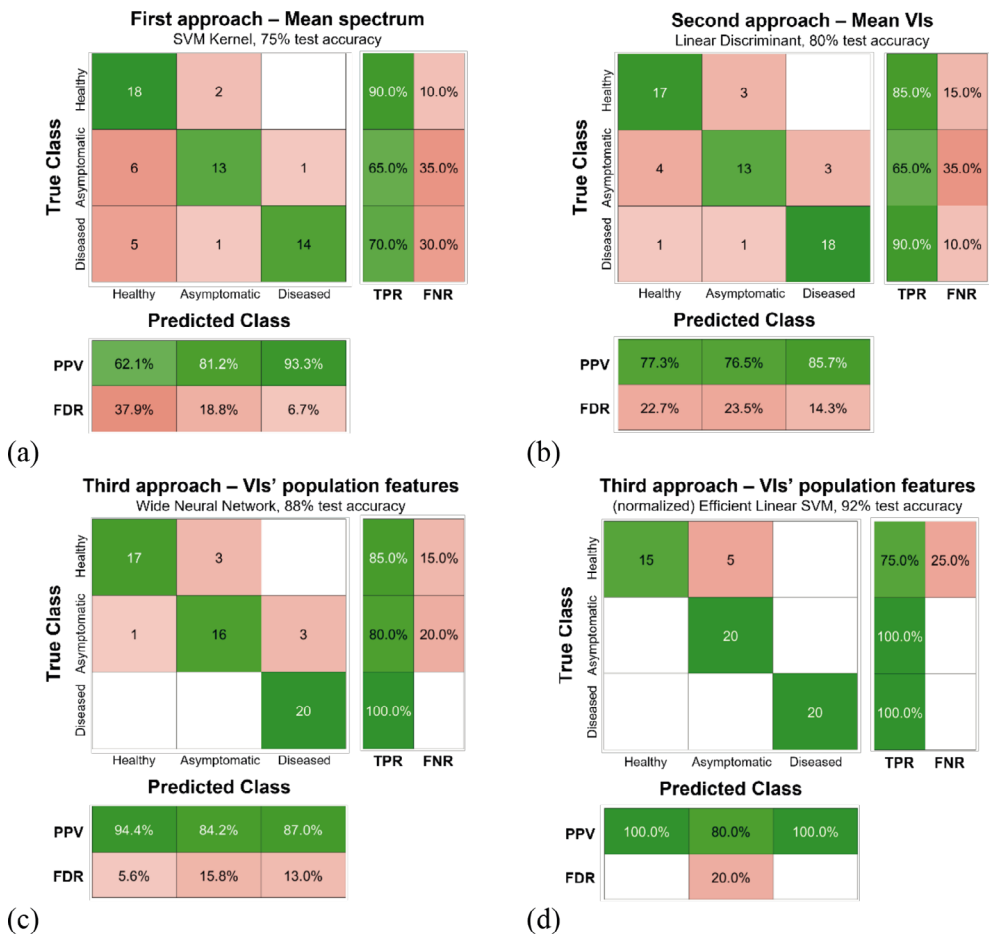 First approach – Mean spectrum
SVM Kernel, 75% test accuracy
True Class
Healthy
18
2
90.0%
10.0%
Asymptomatic
6
13
1
65.0%
35.0%
Diseased
5
1
14
70.0%
30.0%
Healthy
Asymptomatic
Diseased
TPR
FNR
Predicted Class
PPV
62.1%
81.2%
93.3%
FDR
37.9%
18.8%
6.7%
(a)
Second approach – Mean VIs
Linear Discriminant, 80% test accuracy
True Class
Healthy
17
3
85.0%
15.0%
Asymptomatic
4
13
3
65.0%
35.0%
Diseased
1
1
18
90.0%
10.0%
Healthy
Asymptomatic
Diseased
TPR
FNR
Predicted Class
PPV
77.3%
76.5%
85.7%
FDR
22.7%
23.5%
14.3%
(b)
Third approach – VIs' population features
Wide Neural Network, 88% test accuracy
True Class
Healthy
17
3
85.0%
15.0%
Asymptomatic
1
16
3
80.0%
20.0%
Diseased
20
100.0%
Healthy
Asymptomatic
Diseased
TPR
FNR
Predicted Class
PPV
94.4%
84.2%
87.0%
FDR
5.6%
15.8%
13.0%
(c)
Third approach – VIs' population features
(normalized) Efficient Linear SVM, 92% test accuracy
True Class
Healthy
15
5
75.0%
25.0%
Asymptomatic
20
100.0%
Diseased
20
100.0%
Healthy
Asymptomatic
Diseased
TPR
FNR
Predicted Class
PPV
100.0%
80.0%
100.0%
FDR
20.0%
(d)